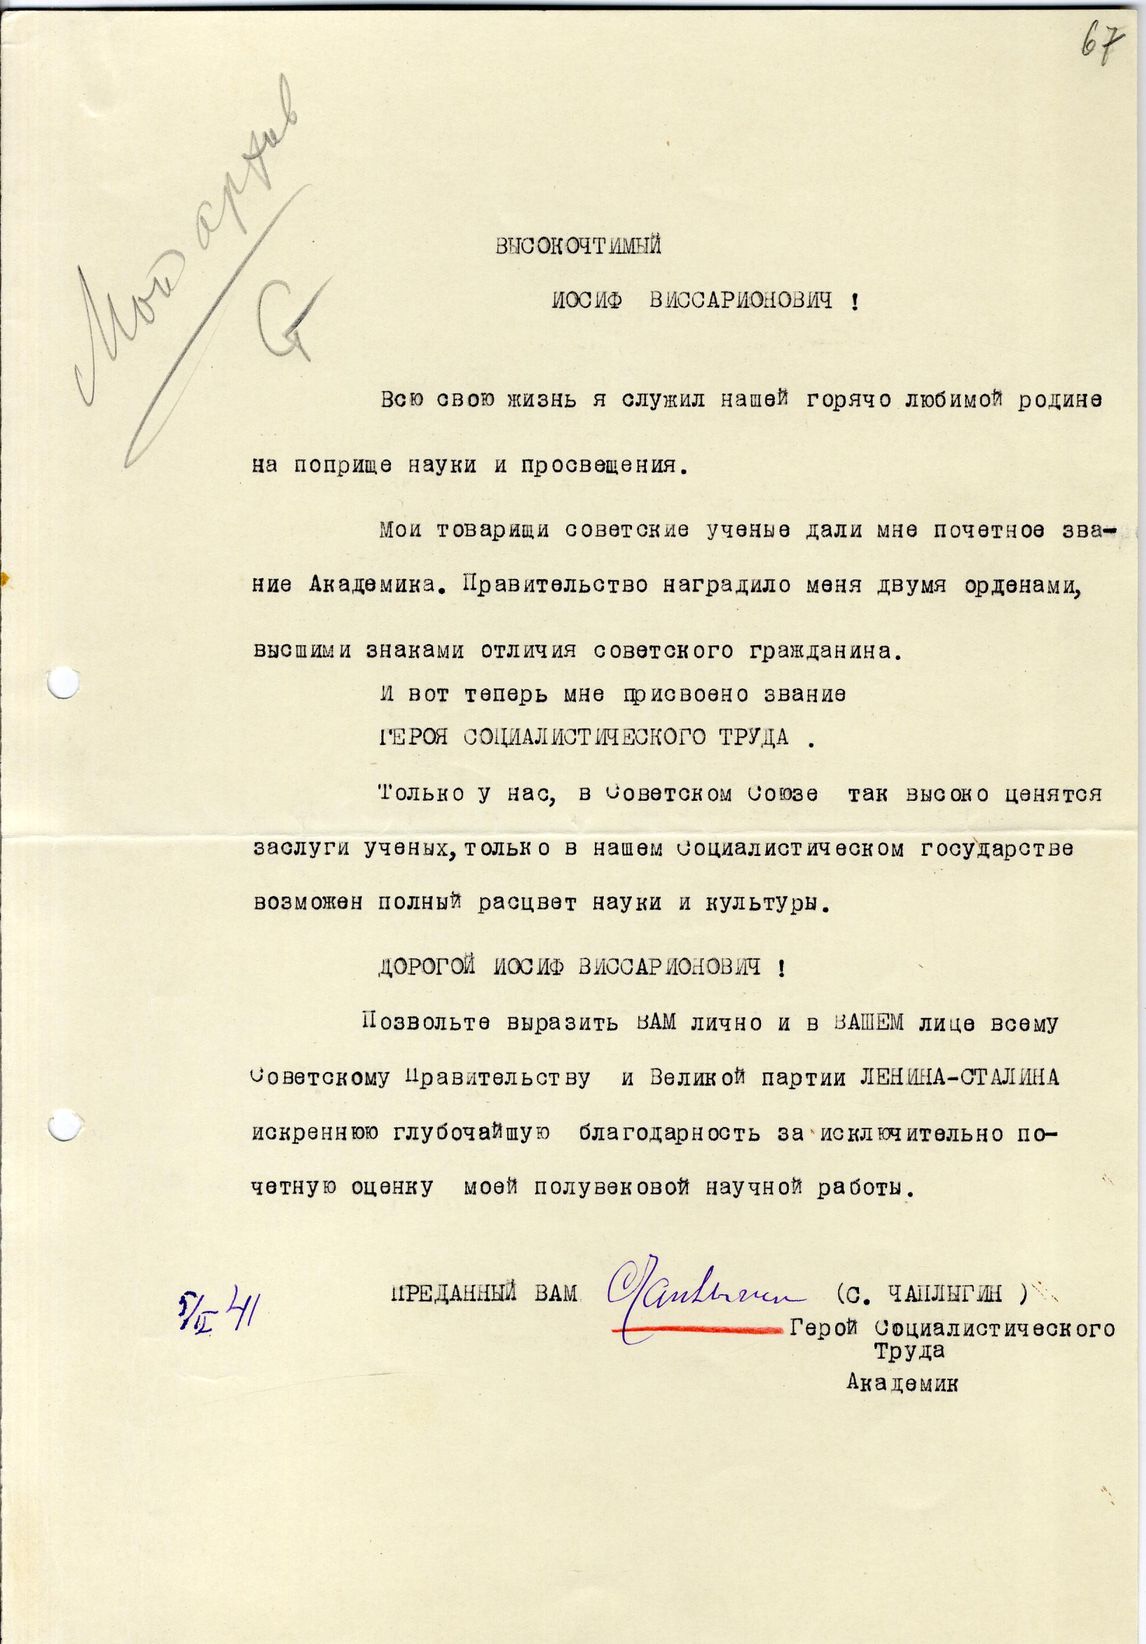 67
Мой архив
Ст
ВЫСОКОЧТИМЫЙ
ИОСИФ ВИССАРИОНОВИЧ !
Всю свою жизнь я служил нашей горячо любимой родине
на поприще науки и просвещения.
Мои товарищи советские ученые дали мне почетное зва-
ние Академика. Правительство наградило меня двумя орденами,
высшими знаками отличия советского гражданина.
И вот теперь мне присвоено звание
ГЕРОЯ СОЦИАЛИСТИЧЕСКОГО ТРУДА .
Только у нас, в Советском Союзе так высоко ценятся
заслуги ученых, только в нашем Социалистическом государстве
возможен полный расцвет науки и культуры.
ДОРОГОЙ ИОСИФ ВИССАРИОНОВИЧ !
Позвольте выразить ВАМ лично и в ВАШЕМ лице всему
Советскому Правительству и Великой партии ЛЕНИНА-СТАЛИНА
искреннюю глубочайшую благодарность за исключительно по-
четную оценку моей полувековой научной работы.
ПРЕДАННЫЙ ВАМ СЧаплыгин (С. ЧАПЛЫГИН )
5/II 41
Герой Социалистического
Труда
Академик